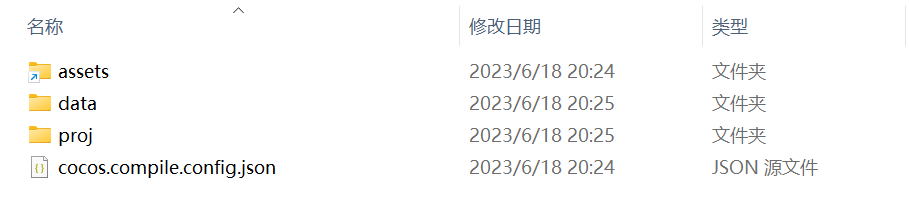 名称 修改日期 类型
assets 2023/6/18 20:24 文件夹
data 2023/6/18 20:25 文件夹
proj 2023/6/18 20:25 文件夹
cocos.compile.config.json 2023/6/18 20:24 JSON 源文件